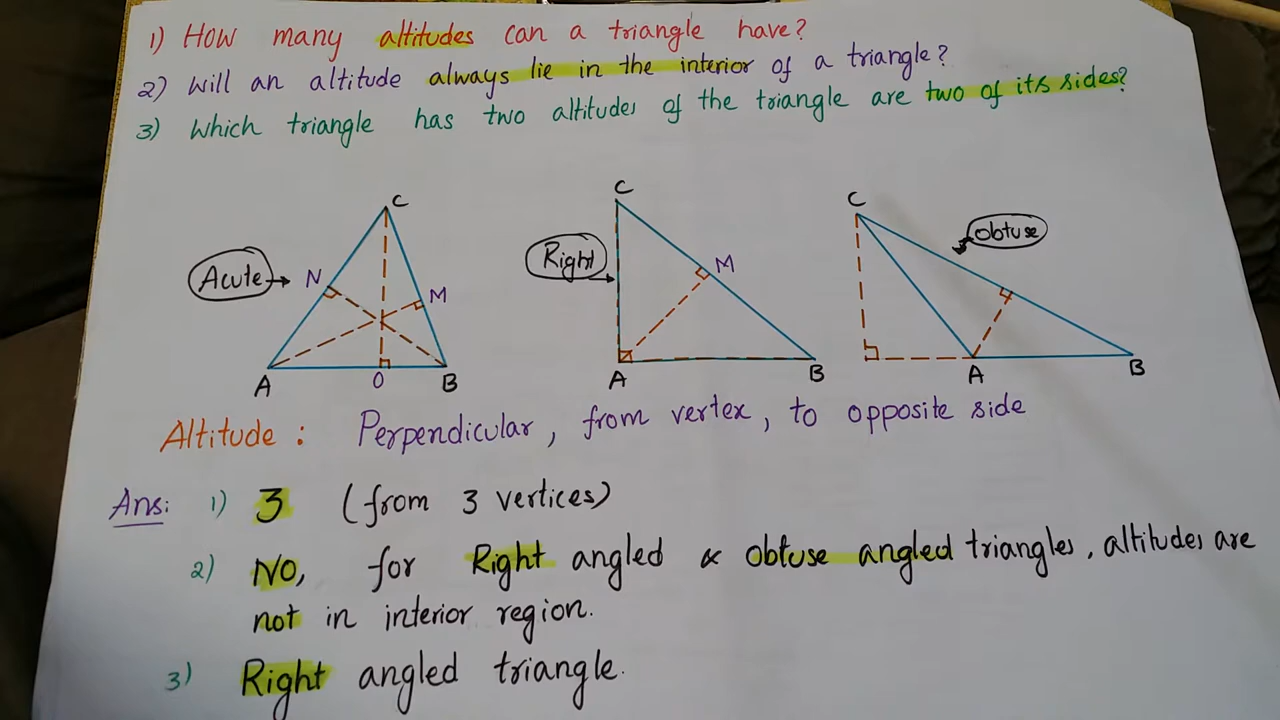 1) How many altitudes can a triangle have?
2) Will an altitude always lie in the interior of a triangle?
3) Which triangle has two altitudes of the triangle are two of its sides?
C
Acute
N
M
A
O
B
C
Right
M
A
B
C
obtuse
A
B
Altitude : Perpendicular, from vertex, to opposite side
Ans: 1) 3 (from 3 vertices)
2) NO, for Right angled & obtuse angled triangles, altitudes are
not in interior region.
3) Right angled triangle.